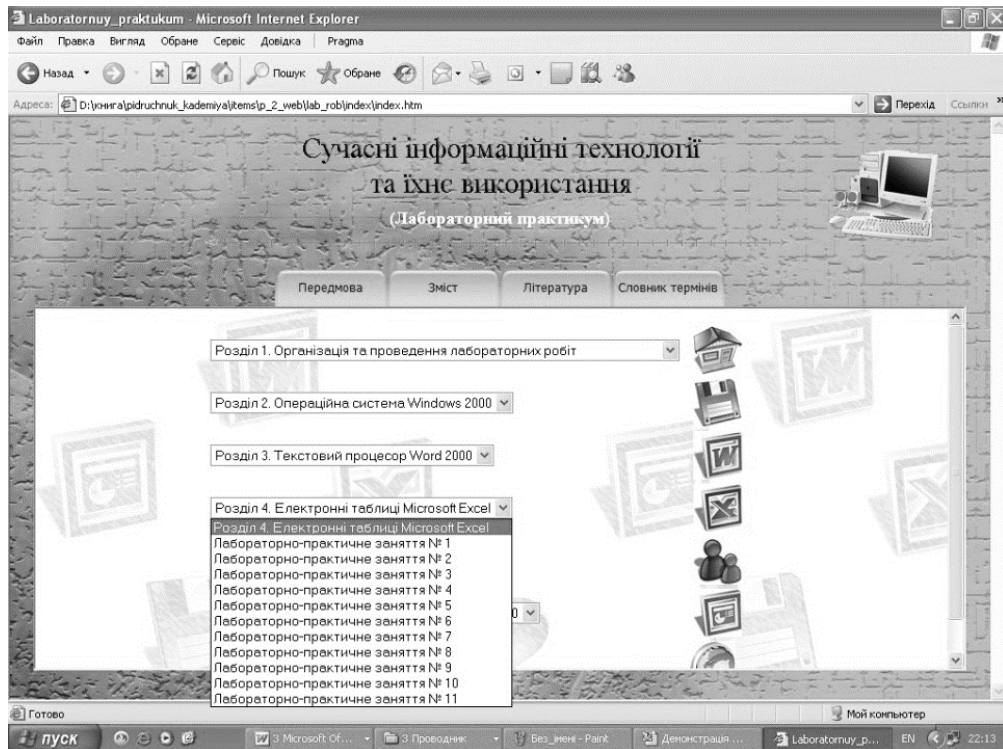 Laboratornuy_praktukum - Microsoft Internet Explorer
Файл Правка Вигляд Обране Сервіс Довідка Pragma
Назад Пошук Обране
Адреса: D:\книга\pidruchnuk_kademiya\items\p_2_web\lab_rob\index\index.htm Перехід Ссылки
Сучасні інформаційні технології
та їхнє використання
(Лабораторний практикум)
Передмова Зміст Література Словник термінів
Розділ 1. Організація та проведення лабораторних робіт
Розділ 2. Операційна система Windows 2000
Розділ 3. Текстовий процесор Word 2000
Розділ 4. Електронні таблиці Microsoft Excel
Розділ 4. Електронні таблиці Microsoft Excel
Лабораторно-практичне заняття № 1
Лабораторно-практичне заняття № 2
Лабораторно-практичне заняття № 3
Лабораторно-практичне заняття № 4
Лабораторно-практичне заняття № 5
Лабораторно-практичне заняття № 6
Лабораторно-практичне заняття № 7
Лабораторно-практичне заняття № 8
Лабораторно-практичне заняття № 9
Лабораторно-практичне заняття № 10
Лабораторно-практичне заняття № 11
Готово Мой компьютер
пуск 3 Microsoft Of... 3 Проводник Без_імені - Paint Демонстрація ... Laboratornuy_p... EN 22:13